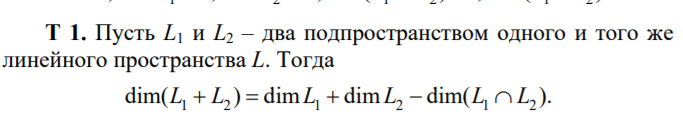 Т 1. Пусть L₁ и L₂ – два подпространством одного и того же
линейного пространства L. Тогда
dim(L₁ + L₂) = dim L₁ + dim L₂ − dim(L₁ ∩ L₂).